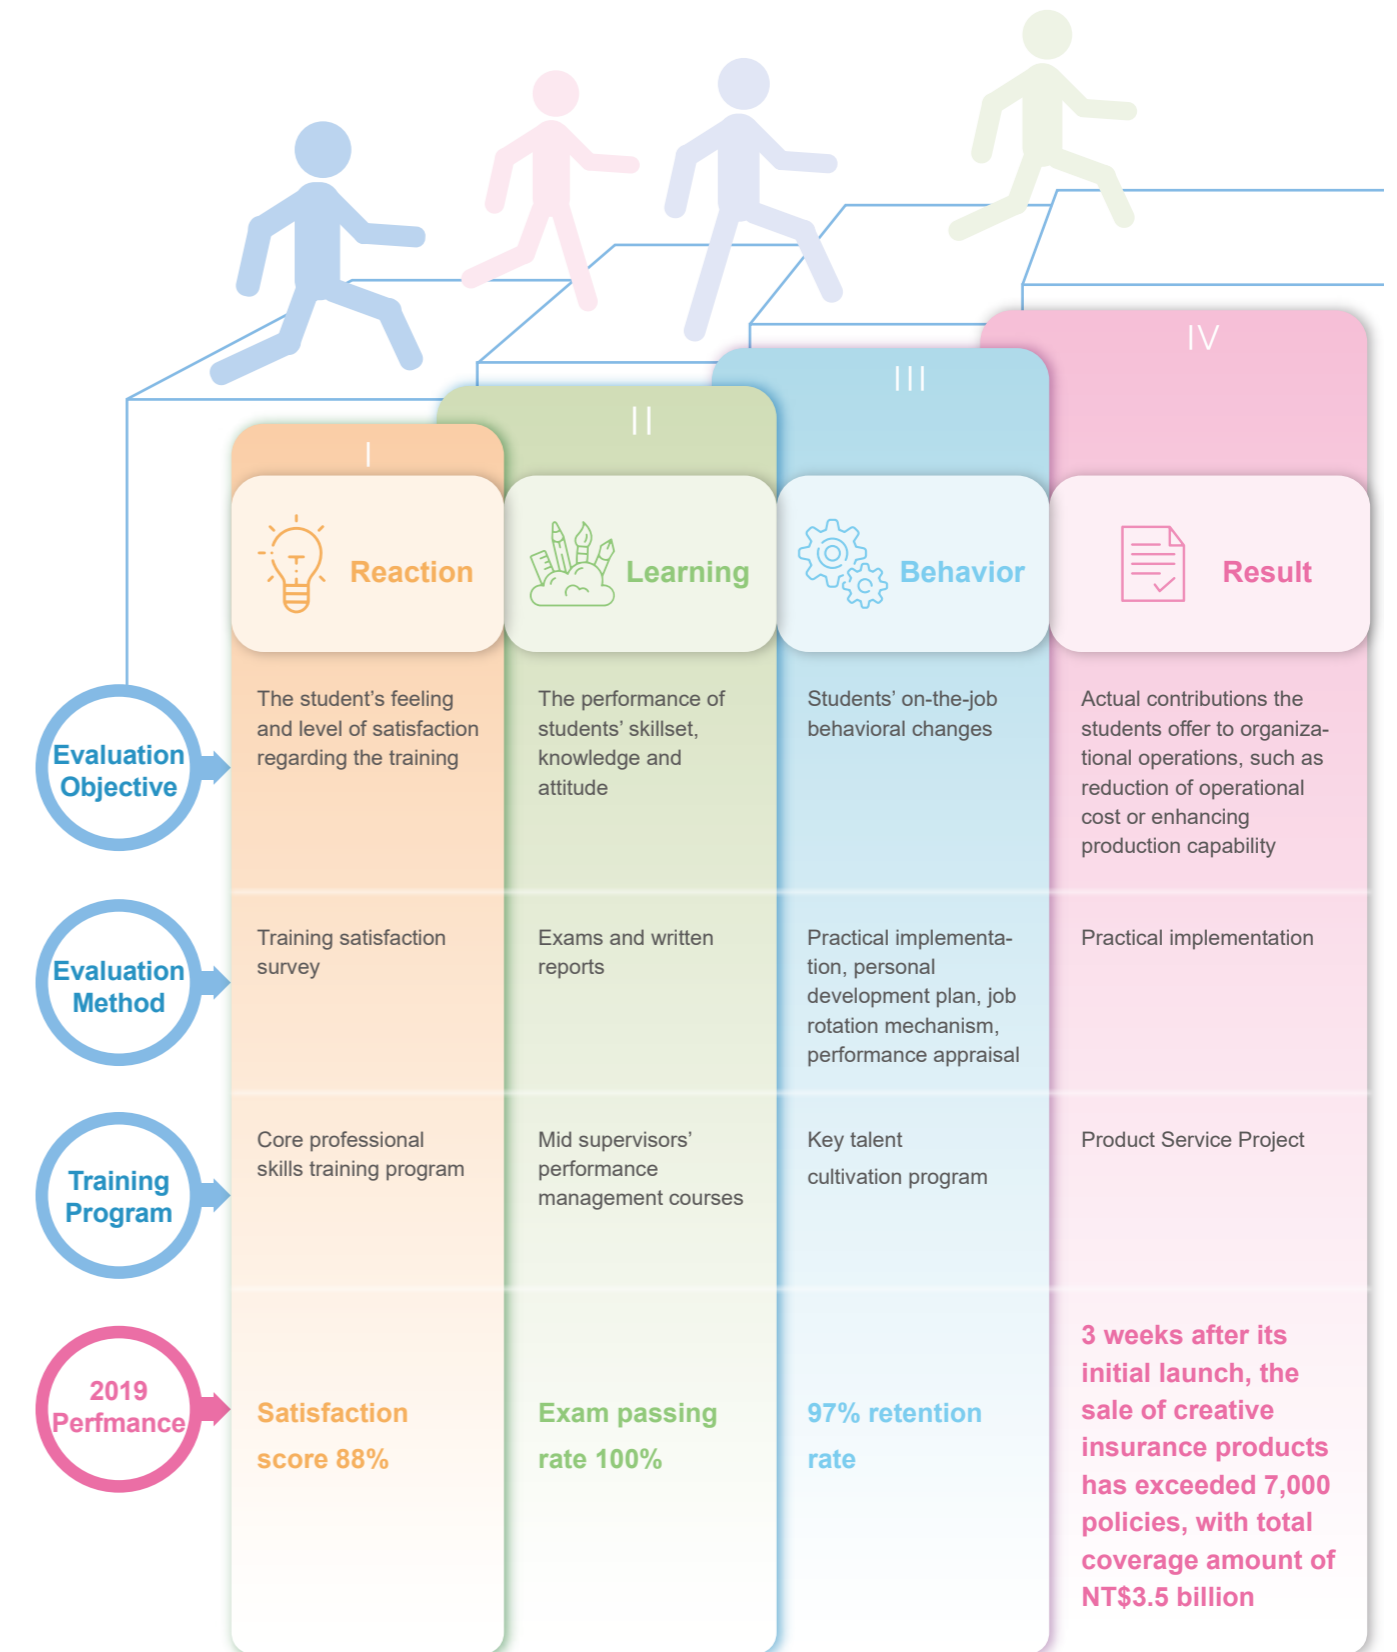 I
II
III
IV
Reaction
Learning
Behavior
Result
Evaluation
Objective
The student’s feeling
and level of satisfaction
regarding the training
The performance of
students’ skillset,
knowledge and
attitude
Students’ on-the-job
behavioral changes
Actual contributions the
students offer to organiza-
tional operations, such as
reduction of operational
cost or enhancing
production capability
Evaluation
Method
Training satisfaction
survey
Exams and written
reports
Practical implementa-
tion, personal
development plan, job
rotation mechanism,
performance appraisal
Practical implementation
Training
Program
Core professional
skills training program
Mid supervisors’
performance
management courses
Key talent
cultivation program
Product Service Project
2019
Perfmance
Satisfaction
score 88%
Exam passing
rate 100%
97% retention
rate
3 weeks after its
initial launch, the
sale of creative
insurance products
has exceeded 7,000
policies, with total
coverage amount of
NT$3.5 billion